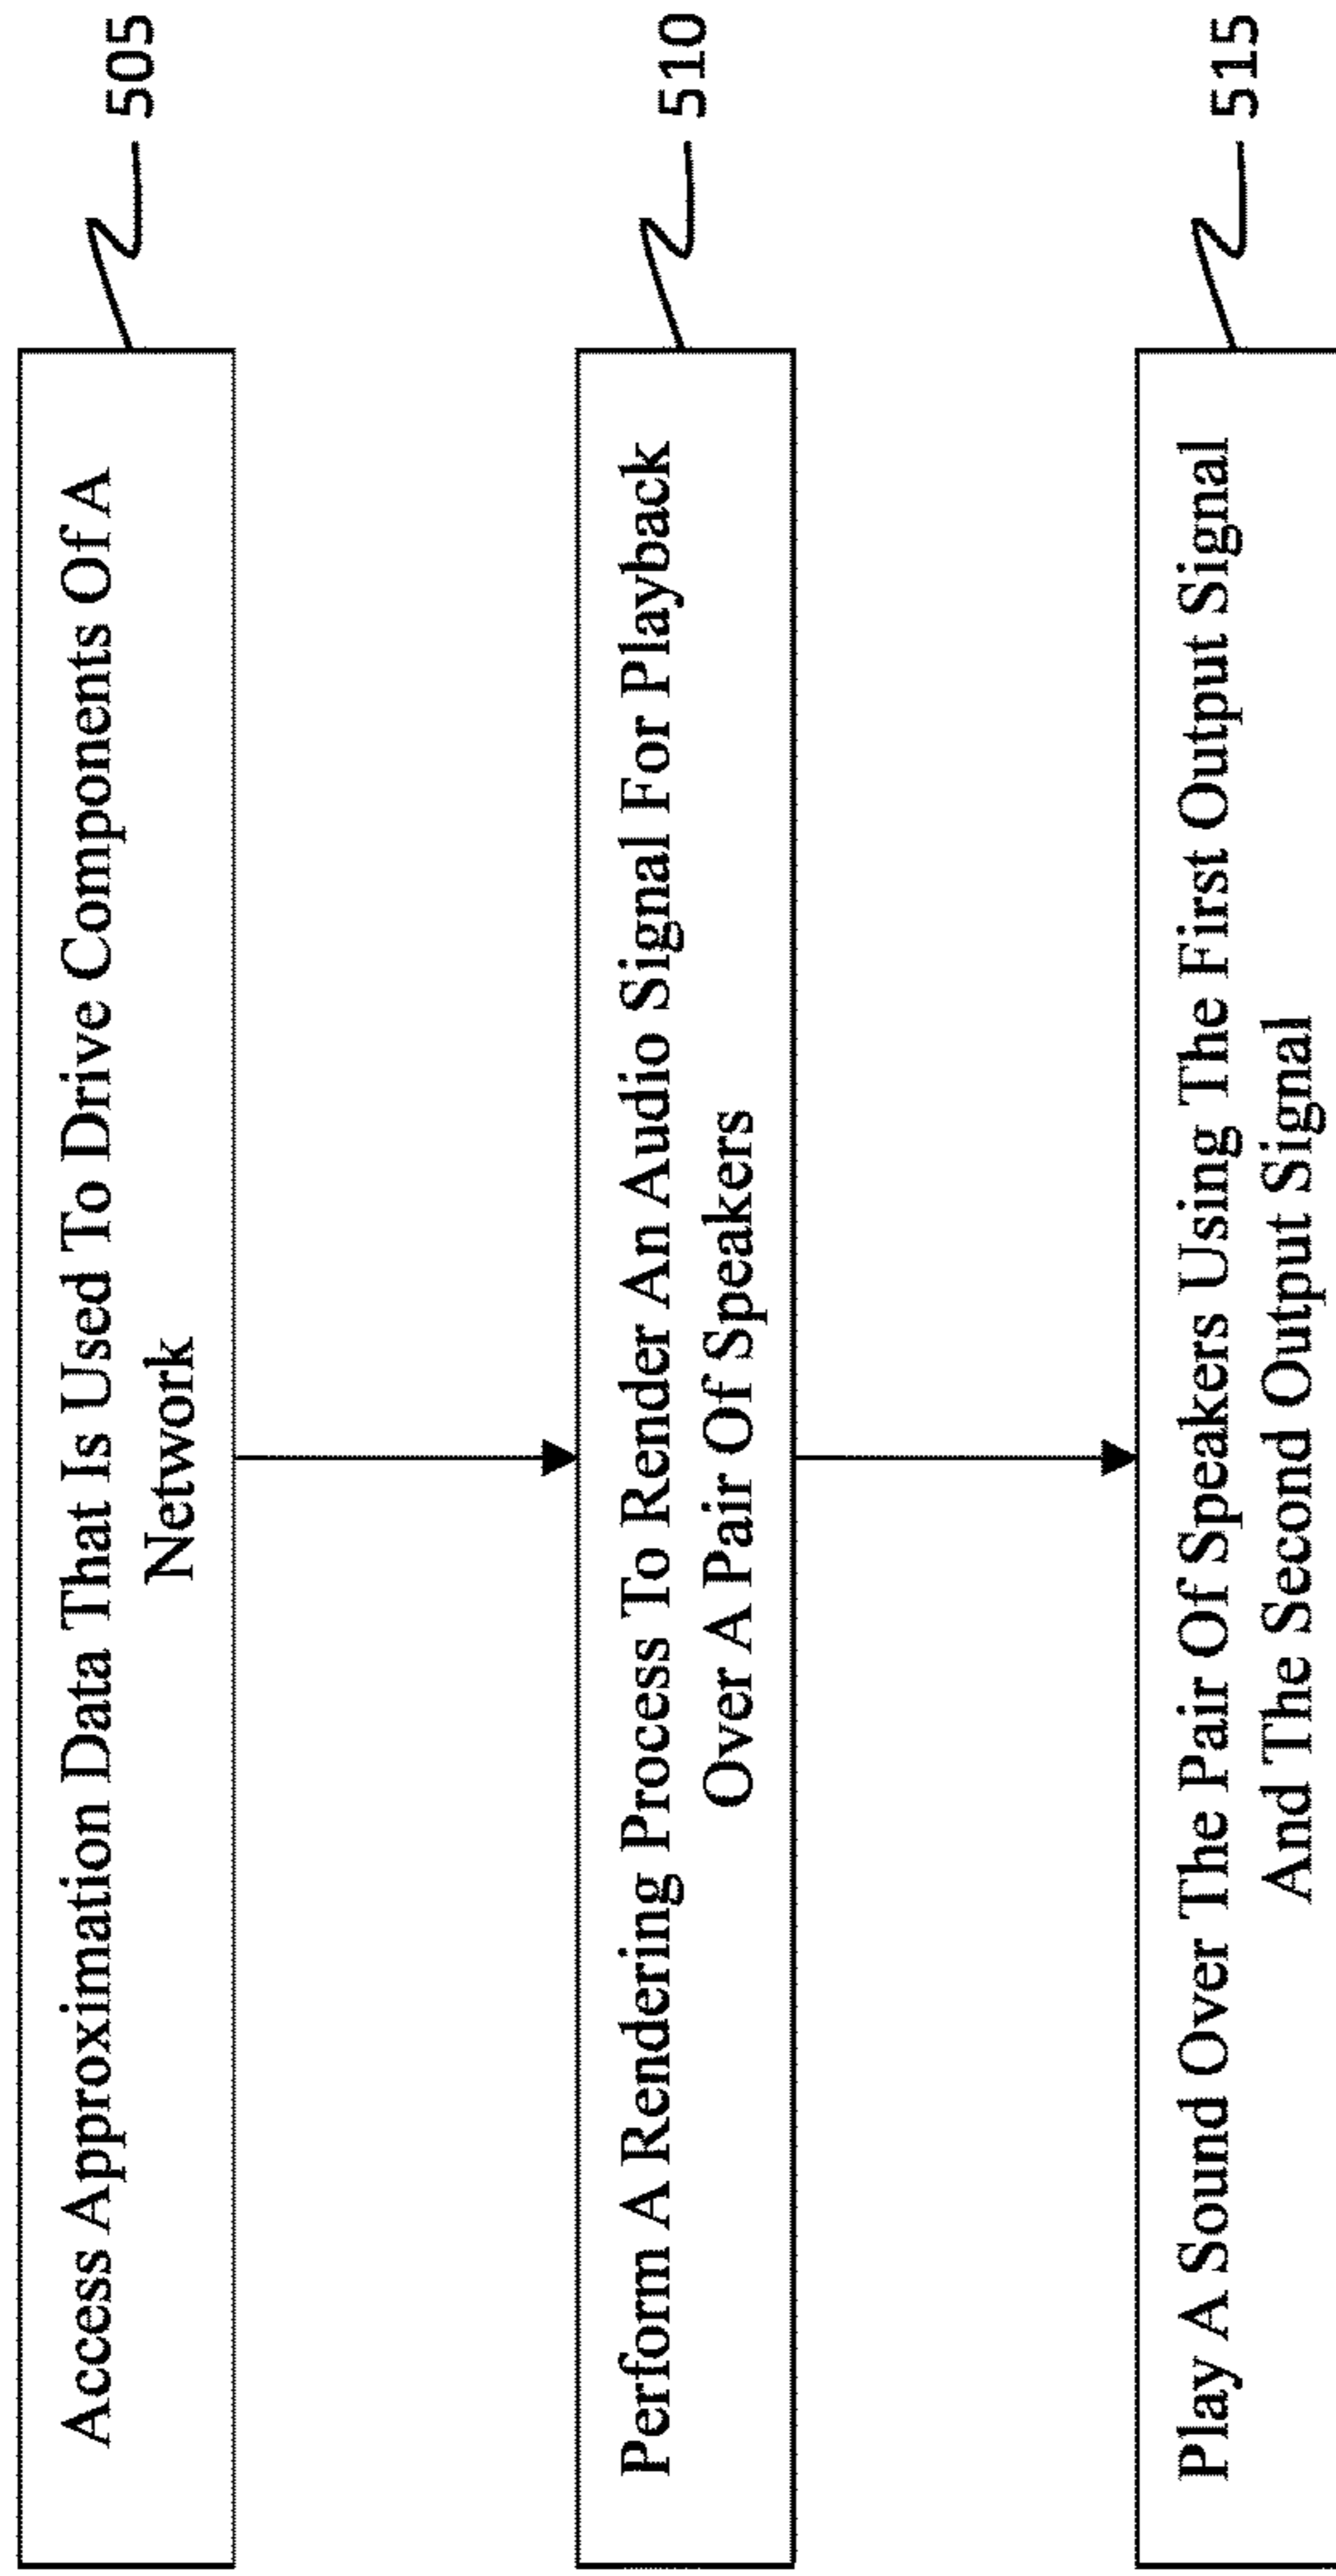 Access Approximation Data That Is Used To Drive Components Of A
Network
505
Perform A Rendering Process To Render An Audio Signal For Playback
Over A Pair Of Speakers
510
Play A Sound Over The Pair Of Speakers Using The First Output Signal
And The Second Output Signal
515